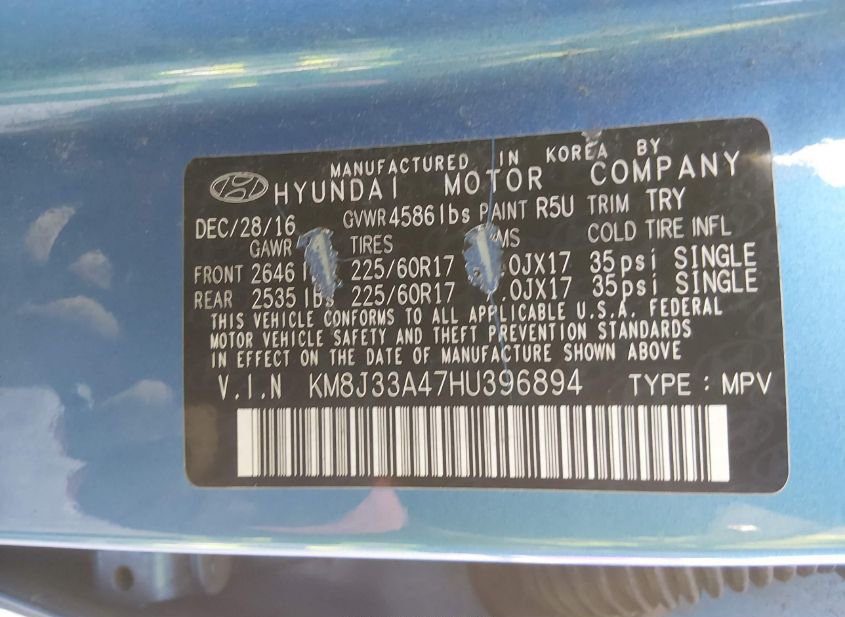 MANUFACTURED IN KOREA BY
HYUNDAI MOTOR COMPANY
DEC/28/16 GVWR 4586 lbs PAINT R5U TRIM TRY
GAWR TIRES COLD TIRE INFL
FRONT 2646 225/60R17 .0JX17 35psi SINGLE
REAR 2535 lbs 225/60R17 .0JX17 35psi SINGLE
THIS VEHICLE CONFORMS TO ALL APPLICABLE U.S.A. FEDERAL
MOTOR VEHICLE SAFETY AND THEFT PREVENTION STANDARDS
IN EFFECT ON THE DATE OF MANUFACTURE SHOWN ABOVE
V.I.N KM8J33A47HU396894 TYPE : MPV